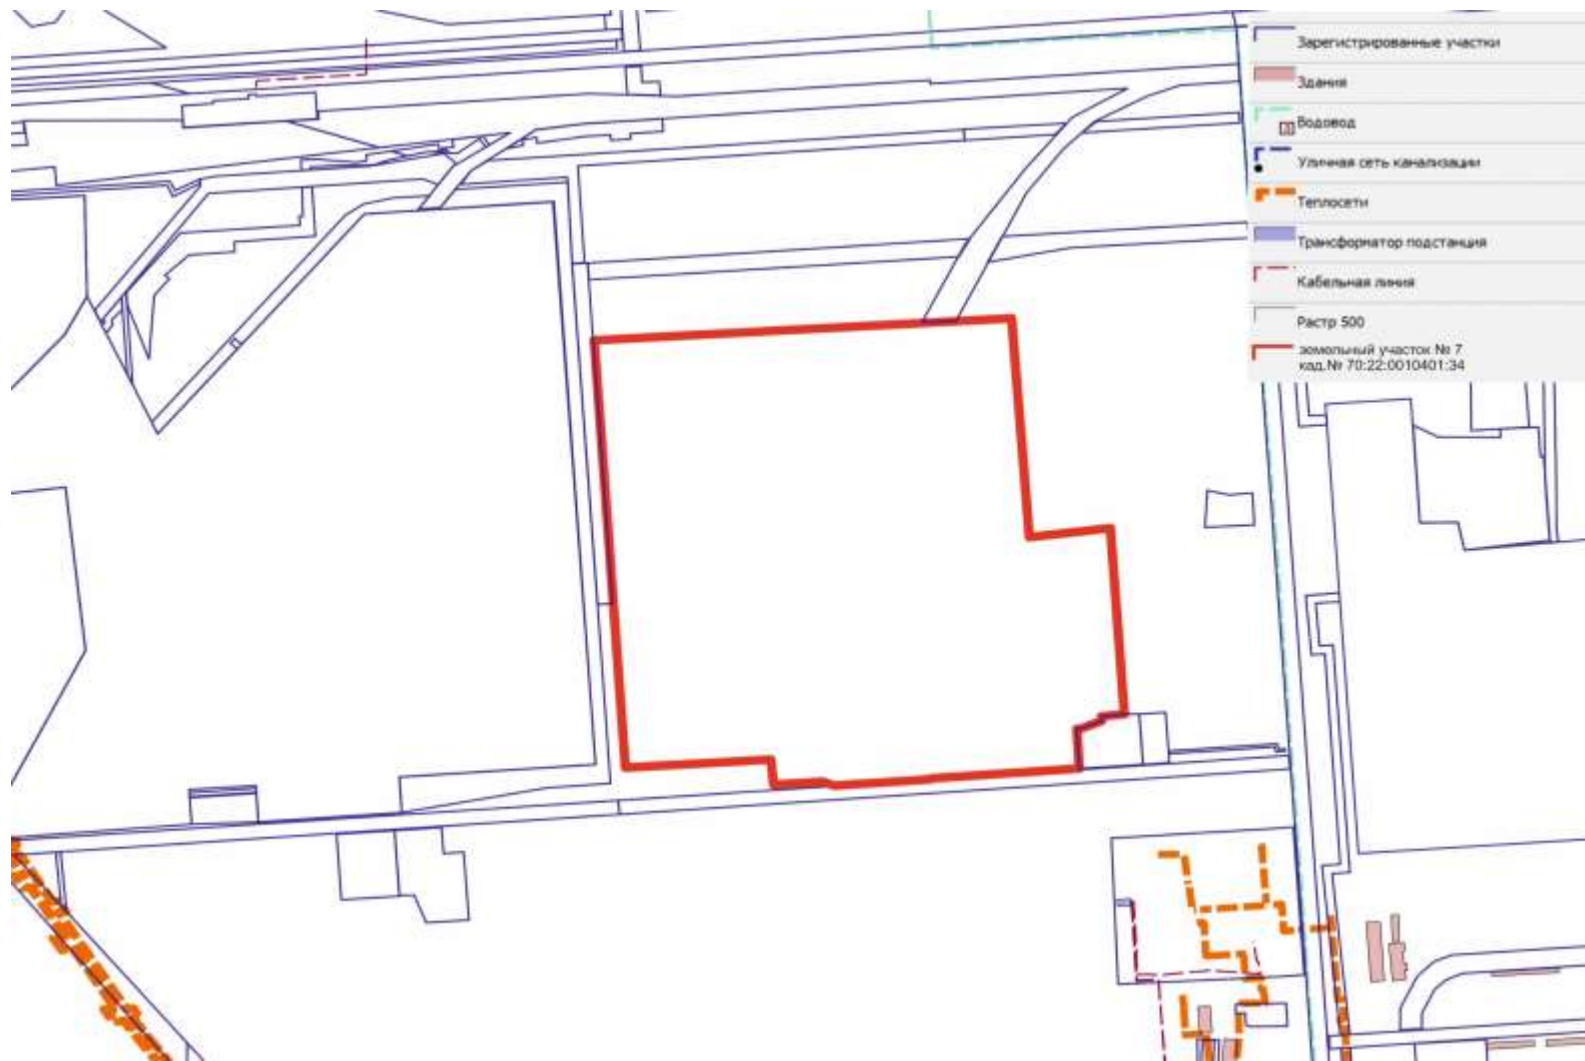 Зарегистрированные участки
Здания
Водовод
Уличная сеть канализации
Теплосети
Трансформатор подстанция
Кабельная линия
Растр 500
земельный участок № 7
кад.№ 70:22:0010401:34